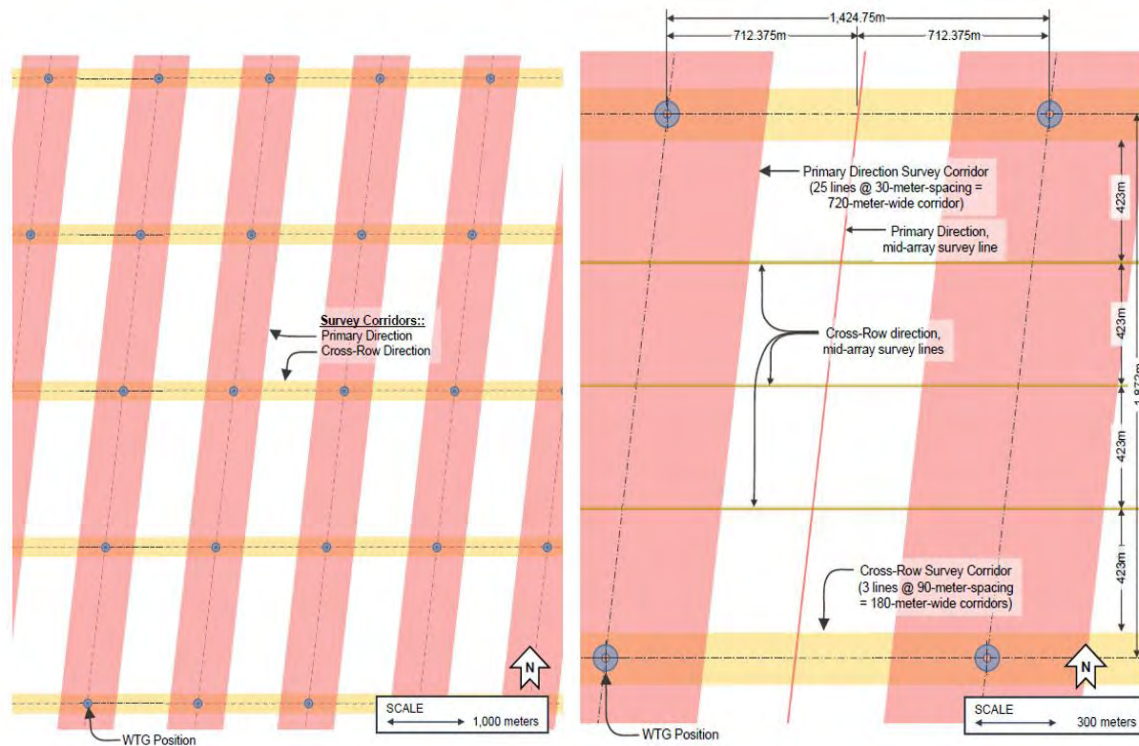 Survey Corridors::
Primary Direction
Cross-Row Direction
N
SCALE
1,000 meters
WTG Position
1,424.75m
712.375m
712.375m
Primary Direction Survey Corridor
(25 lines @ 30-meter-spacing =
720-meter-wide corridor)
Primary Direction,
mid-array survey line
423m
423m
Cross-Row direction,
mid-array survey lines
1,872m
423m
423m
Cross-Row Survey Corridor
(3 lines @ 90-meter-spacing
= 180-meter-wide corridors)
N
SCALE
300 meters
WTG Position